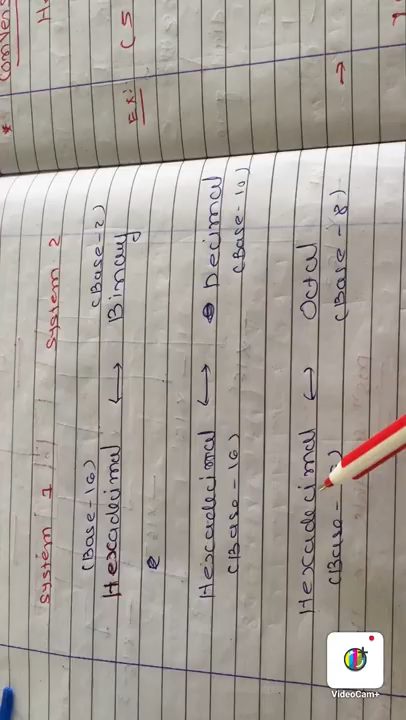 System 1 System 2
(Base-16) (Base-2)
Hexadecimal ↔ Binary
Hexadecimal ↔ Decimal
(Base-16) (Base-10)
Hexadecimal ↔ Octal
(Base- (Base-8)
Ex:
(5
→
VideoCam+